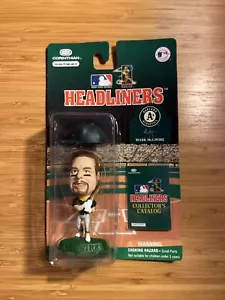 CORINTHIAN
HEADLINERS
MARK McGWIRE
HEADLINERS
COLLECTOR'S
CATALOG
WARNING:
CHOKING HAZARD - Small Parts
Not suitable for children under 3 years